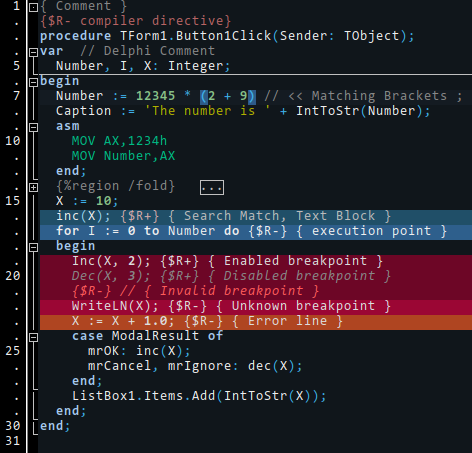 1 { Comment }
. {$R- compiler directive}
. procedure TForm1.Button1Click(Sender: TObject);
. var  // Delphi Comment
5   Number, I, X: Integer;
. begin
7   Number := 12345 * (2 + 9) // << Matching Brackets ;
.   Caption := 'The number is ' + IntToStr(Number);
.   asm
10     MOV AX,1234h
.     MOV Number,AX
.   end;
.   {%region /fold}   ...
15   X := 10;
.   inc(X); {$R+} { Search Match, Text Block }
.   for I := 0 to Number do {$R-} { execution point }
.   begin
.     Inc(X, 2); {$R+} { Enabled breakpoint }
20     Dec(X, 3); {$R+} { Disabled breakpoint }
.     {$R-} // { Invalid breakpoint }
.     WriteLN(X); {$R-} { Unknown breakpoint }
.     X := X + 1.0; {$R-} { Error line }
.     case ModalResult of
25       mrOK: inc(X);
.       mrCancel, mrIgnore: dec(X);
.     end;
.     ListBox1.Items.Add(IntToStr(X));
.   end;
30 end;
31